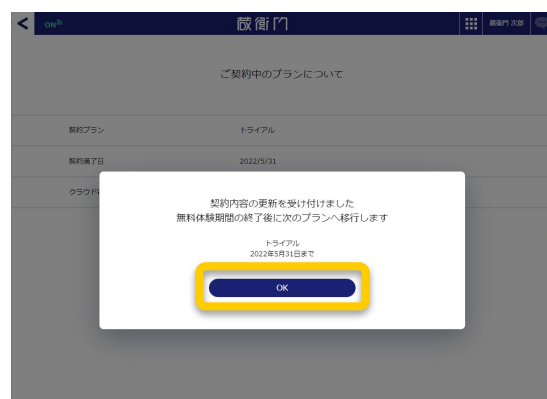 ON
蔵衛門
蔵衛門 次郎
ご契約中のプランについて
契約プラン
トライアル
契約満了日
2022/5/31
クラウド
契約内容の更新を受け付けました
無料体験期間の終了後に次のプランへ移行します
トライアル
2022年5月31日まで
OK